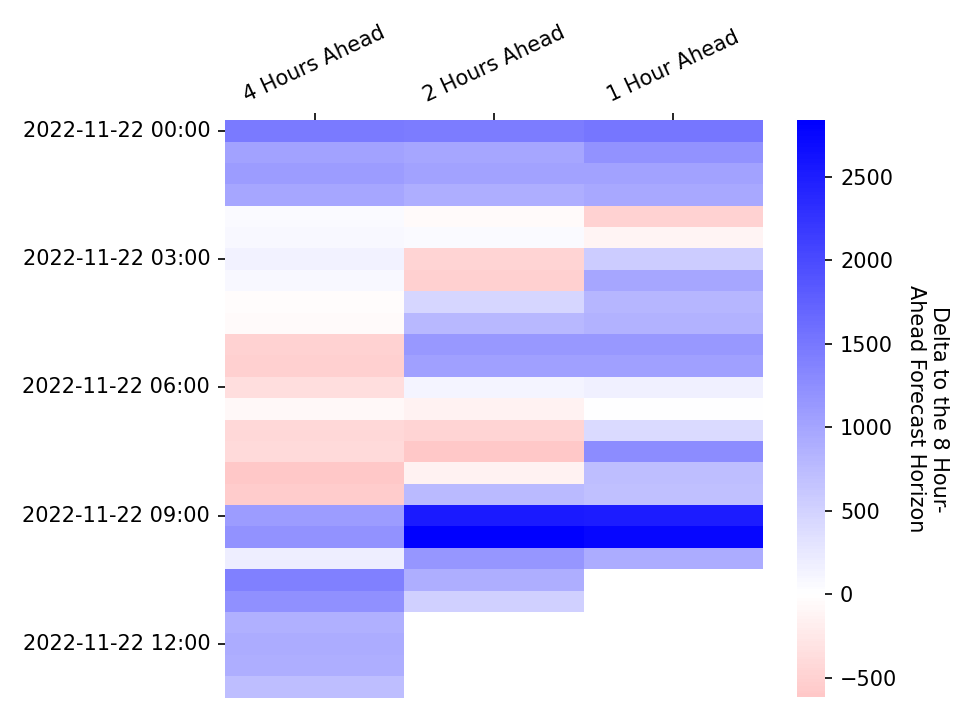 4 Hours Ahead
2 Hours Ahead
1 Hour Ahead
2022-11-22 00:00
2022-11-22 03:00
2022-11-22 06:00
2022-11-22 09:00
2022-11-22 12:00
2500
2000
1500
1000
500
0
−500
Delta to the 8 Hour-
Ahead Forecast Horizon